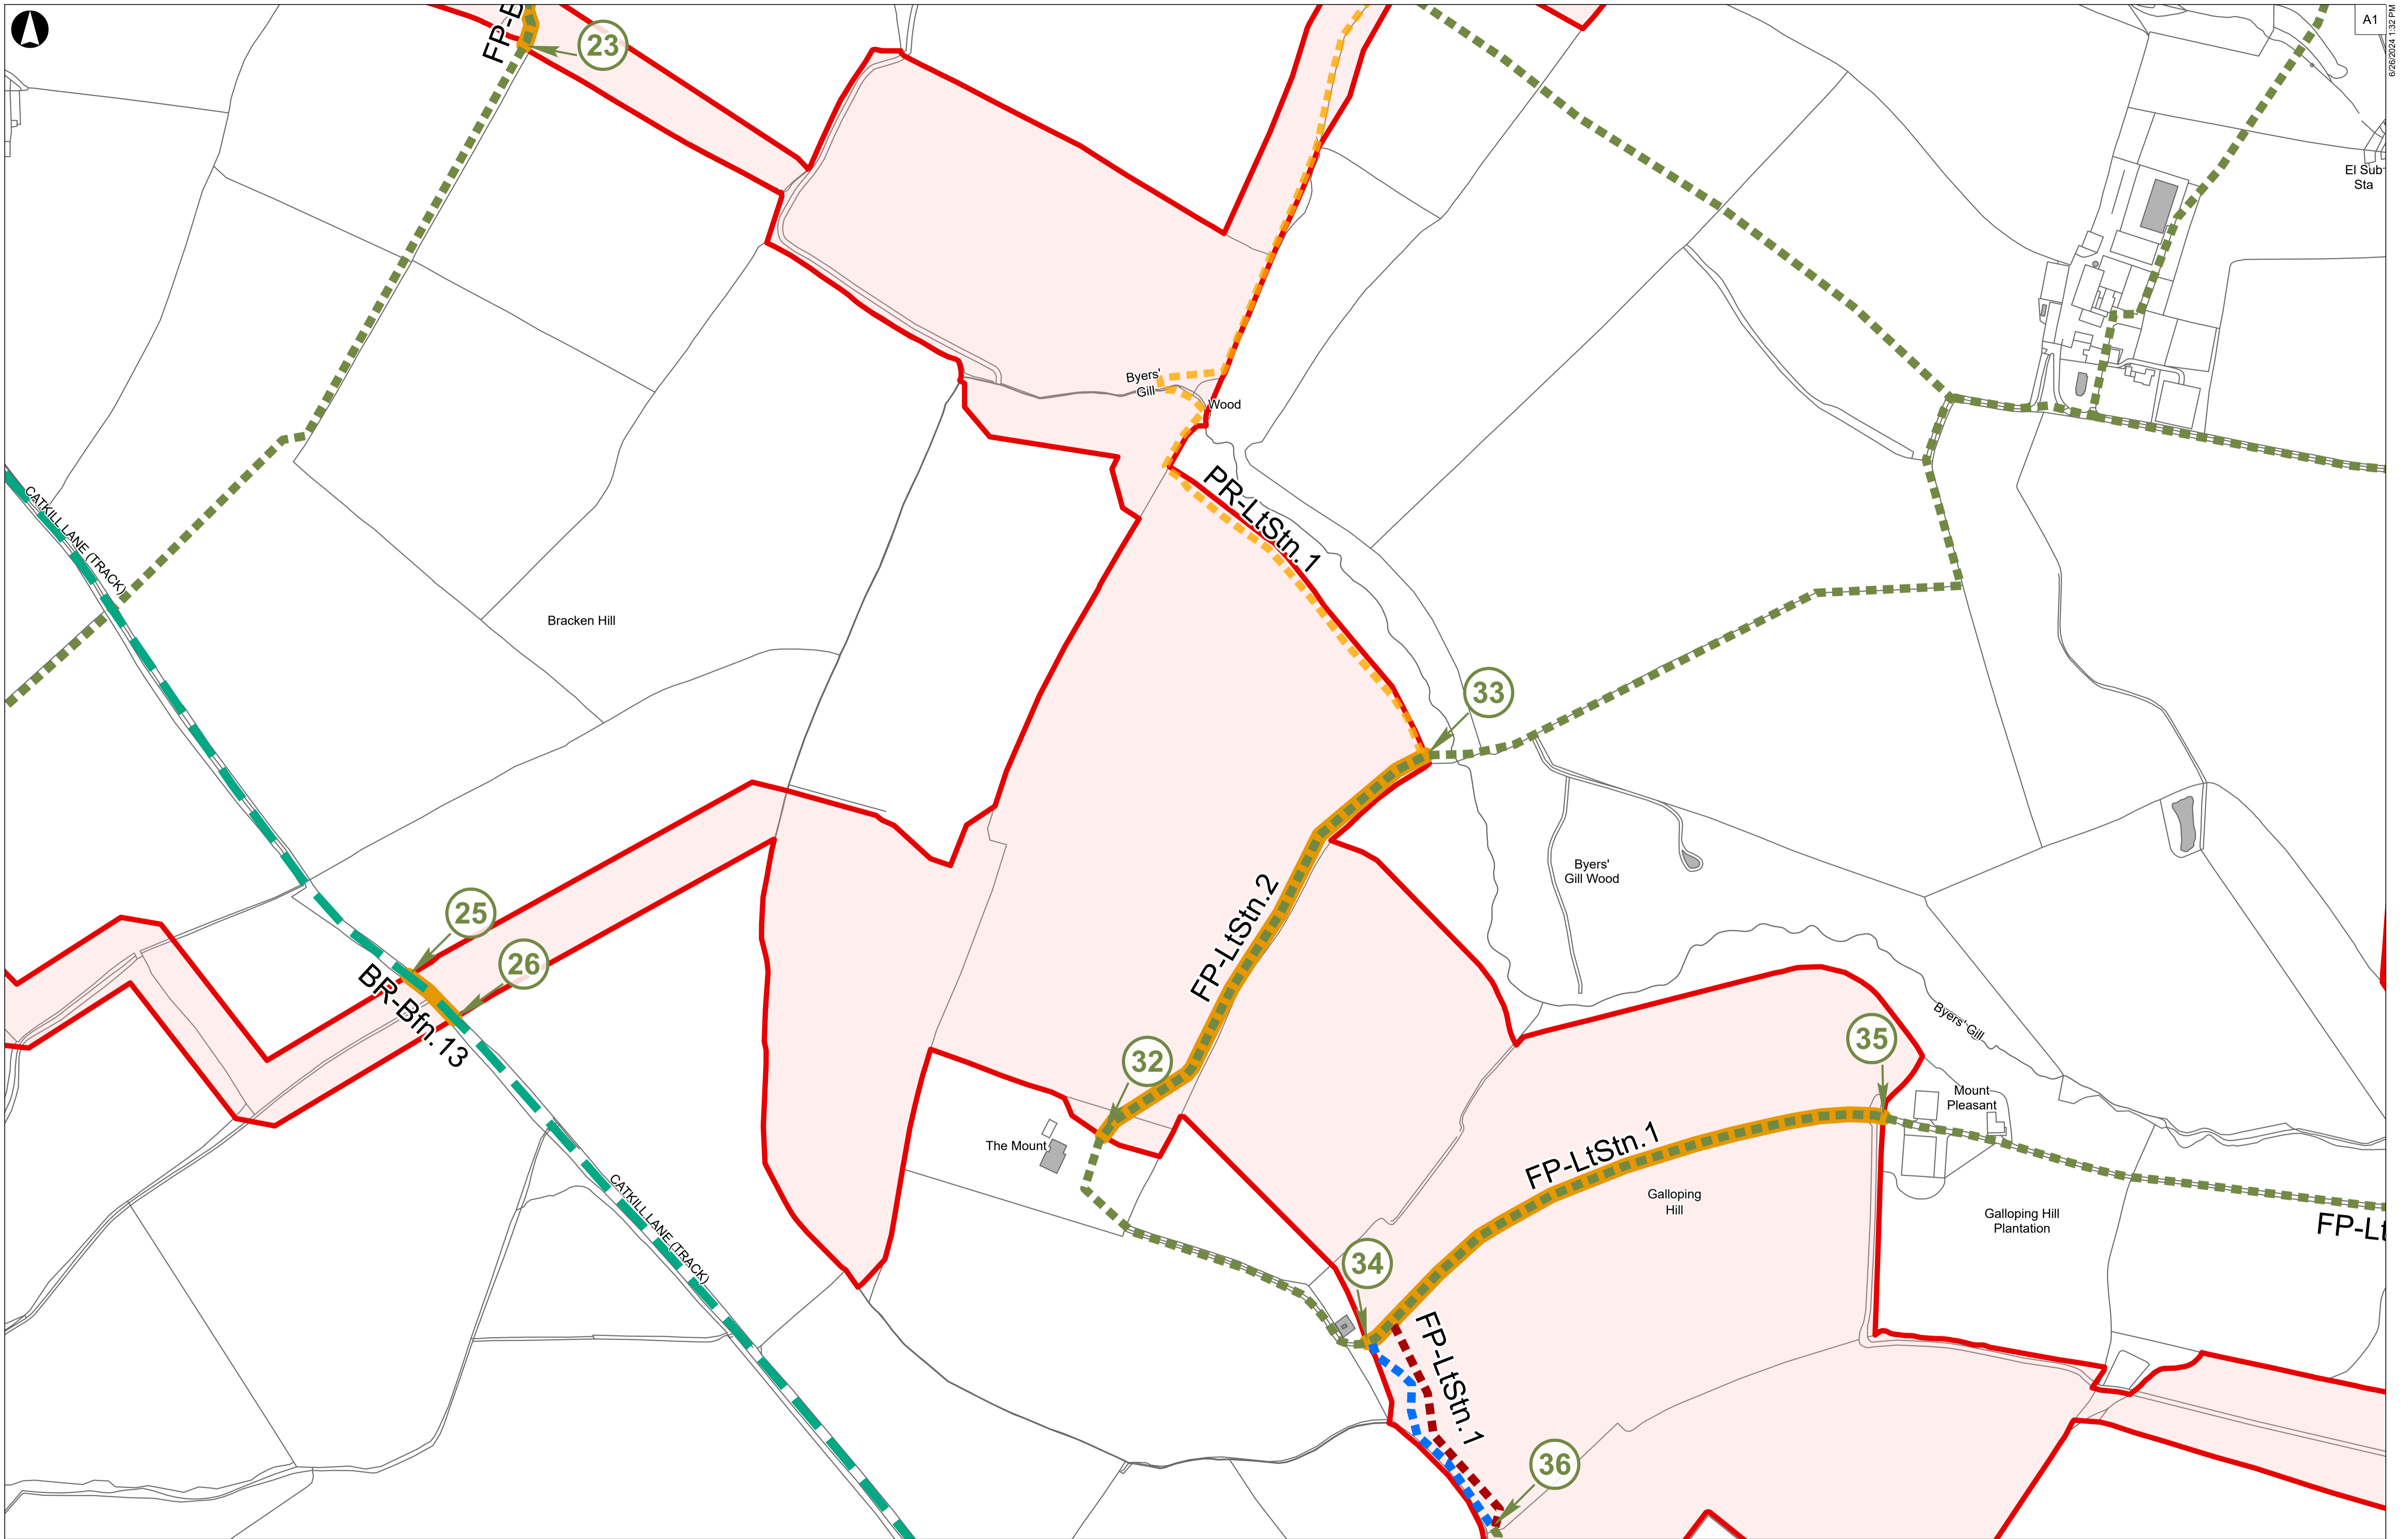 A1
6/26/2024 1:32 PM
FP-B
23
El Sub
Sta
Byers'
Gill
Wood
PR-LtStn. 1
CATKILL LANE (TRACK)
Bracken Hill
33
Byers'
Gill Wood
FP-LtStn.2
25
26
BR-Bfn. 13
Byers' Gill
35
32
Mount
Pleasant
The Mount
FP-LtStn.1
Galloping
Hill
Galloping Hill
Plantation
FP-Lt
CATKILL LANE (TRACK)
34
FP-LtStn. 1
36